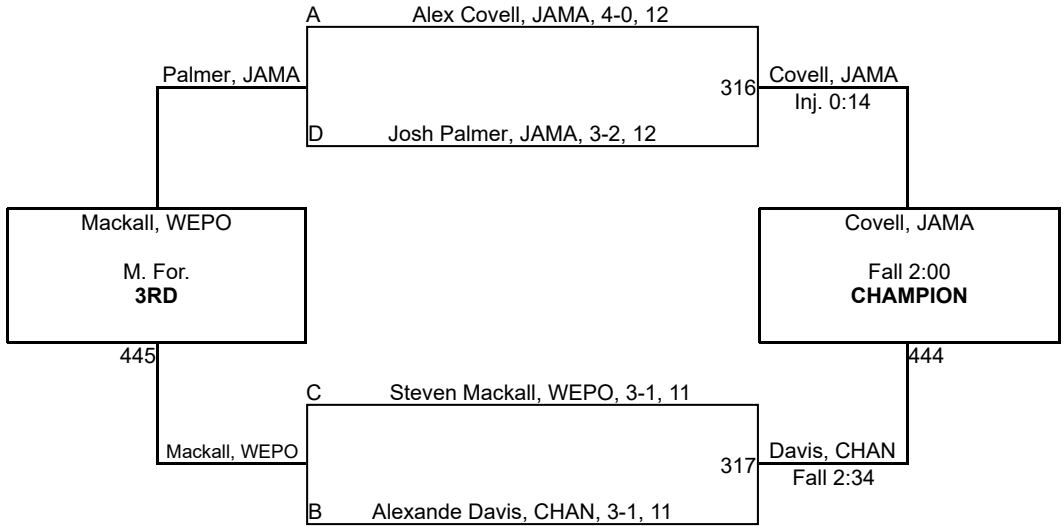 A Alex Covell, JAMA, 4-0, 12
Palmer, JAMA
316 Covell, JAMA
Inj. 0:14
D Josh Palmer, JAMA, 3-2, 12
Mackall, WEPO
M. For.
3RD
Covell, JAMA
Fall 2:00
CHAMPION
445
444
C Steven Mackall, WEPO, 3-1, 11
Mackall, WEPO
317 Davis, CHAN
Fall 2:34
B Alexande Davis, CHAN, 3-1, 11